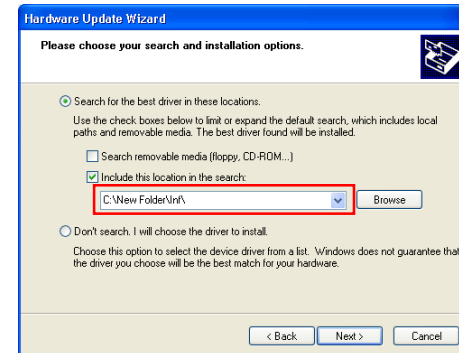 Hardware Update Wizard
Please choose your search and installation options.
Search for the best driver in these locations.
Use the check boxes below to limit or expand the default search, which includes local
paths and removable media. The best driver found will be installed.
Search removable media (floppy, CD-ROM...)
Include this location in the search:
C:\New Folder\Inf\
Browse
Don't search. I will choose the driver to install.
Choose this option to select the device driver from a list. Windows does not guarantee that
the driver you choose will be the best match for your hardware.
< Back Next > Cancel